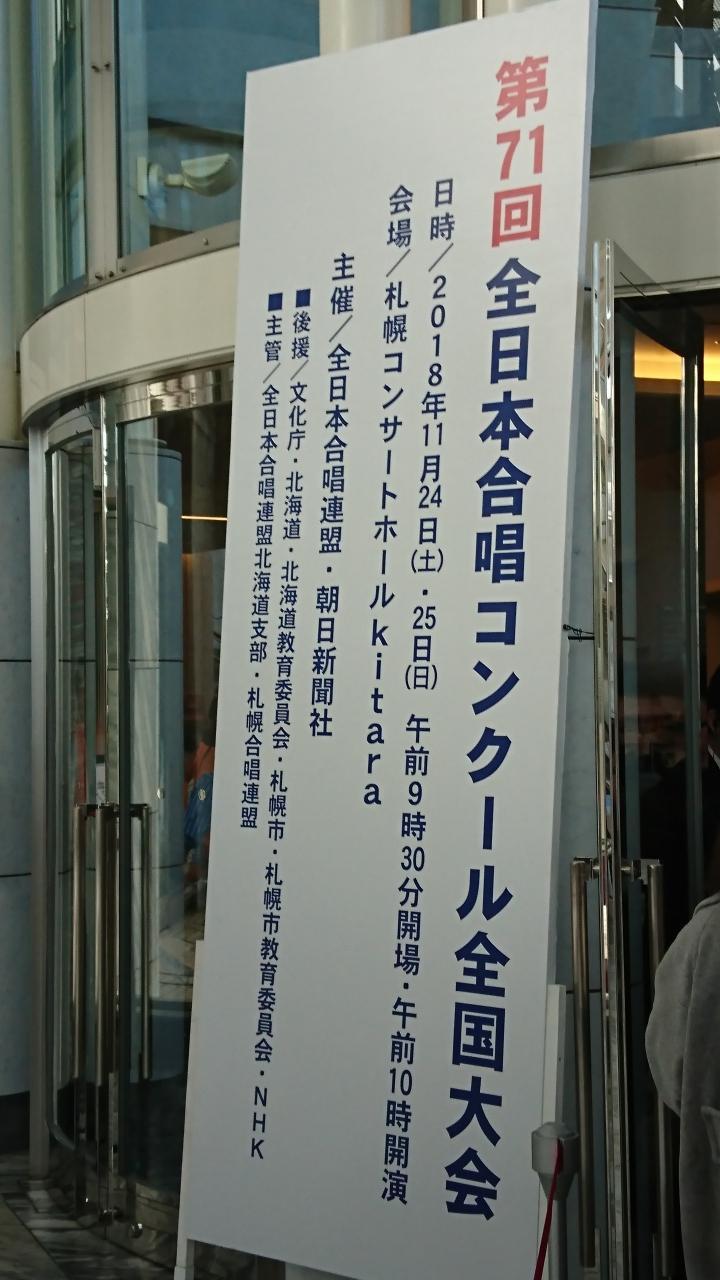 第71回 全日本合唱コンクール全国大会
日時／2018年11月24日(土)・25日(日) 午前9時30分開場・午前10時開演
会場／札幌コンサートホールkitara
主催／全日本合唱連盟・朝日新聞社
■後援／文化庁・北海道・北海道教育委員会・札幌市・札幌市教育委員会・NHK
■主管／全日本合唱連盟北海道支部・札幌合唱連盟